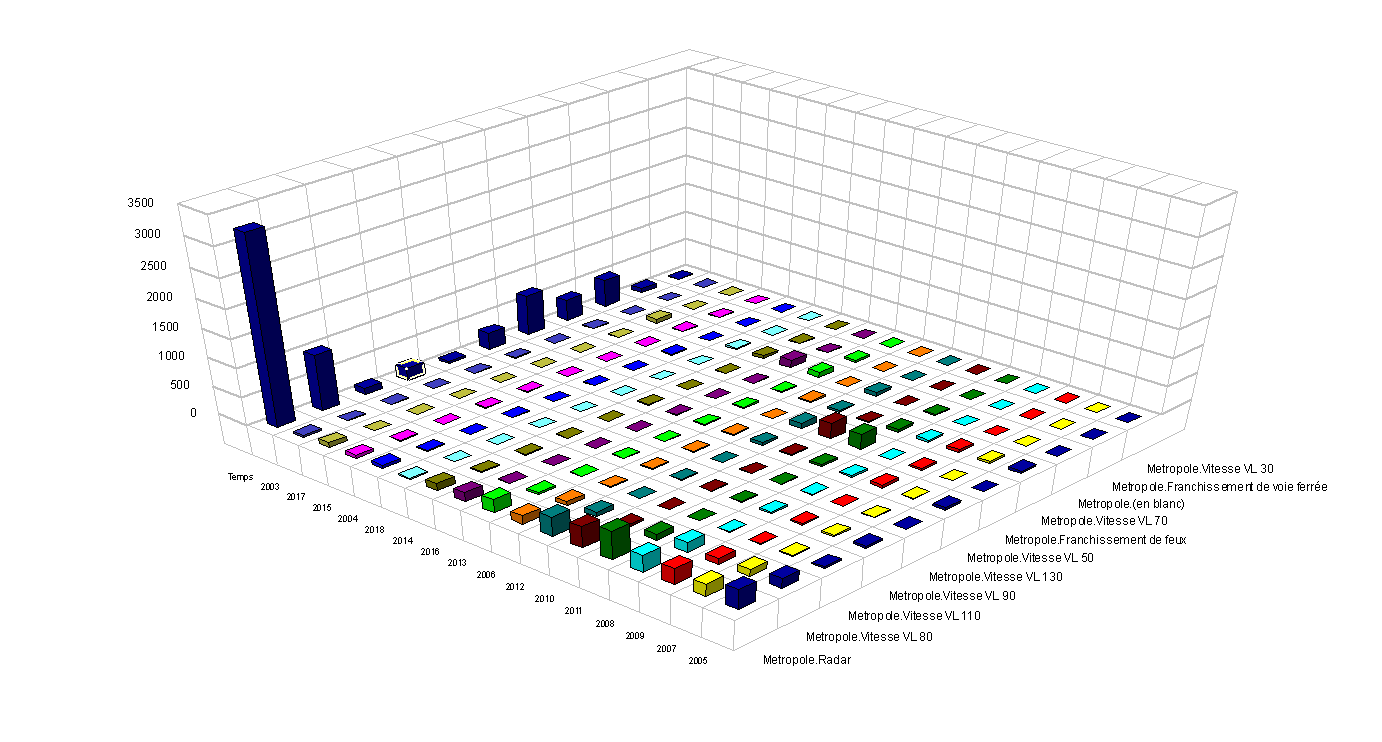 3500
3000
2500
2000
1500
1000
500
0
Temps
2003
2017
2015
2004
2018
2014
2016
2013
2006
2012
2010
2011
2008
2009
2007
2005
Metropole.Vitesse VL 30
Metropole.Franchissement de voie ferrée
Metropole.(en blanc)
Metropole.Vitesse VL 70
Metropole.Franchissement de feux
Metropole.Vitesse VL 50
Metropole.Vitesse VL 130
Metropole.Vitesse VL 90
Metropole.Vitesse VL 110
Metropole.Vitesse VL 80
Metropole.Radar